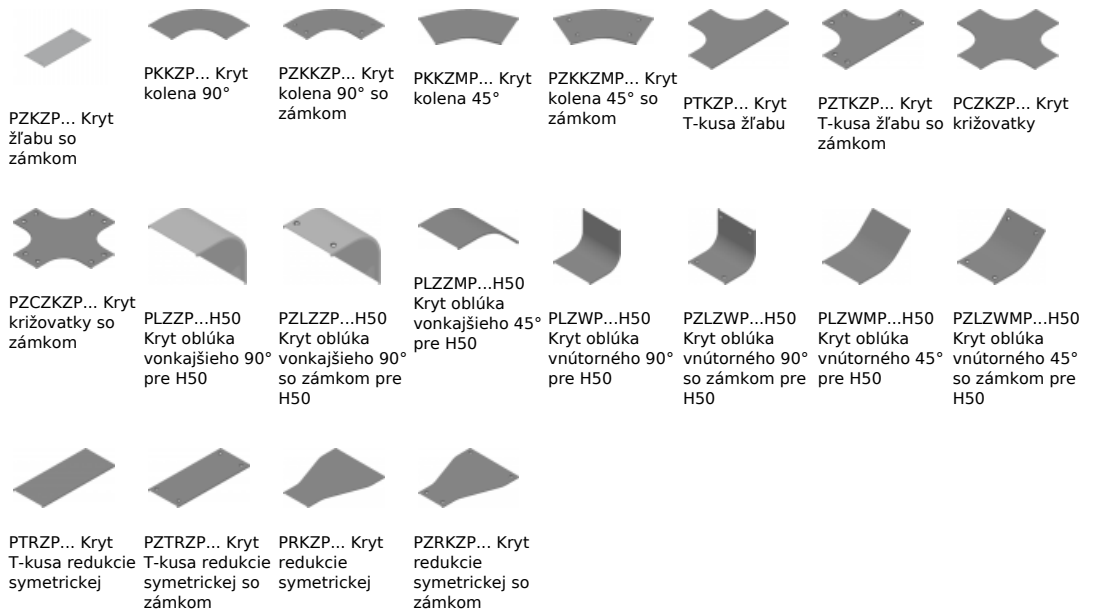 PZKZP... Kryt
žľabu so
zámkom
PKKZP... Kryt
kolena 90°
PZKKZP... Kryt
kolena 90° so
zámkom
PKKZMP... Kryt
kolena 45°
PZKKZMP... Kryt
kolena 45° so
zámkom
PTKZP... Kryt
T-kusa žľabu
PZTKZP... Kryt
T-kusa žľabu so
zámkom
PCZKZP... Kryt
križovatky
PZCZKZP... Kryt
križovatky so
zámkom
PLZZP...H50
Kryt oblúka
vonkajšieho 90°
pre H50
PZLZZP...H50
Kryt oblúka
vonkajšieho 90°
so zámkom pre
H50
PLZZMP...H50
Kryt oblúka
vonkajšieho 45°
pre H50
PLZWP...H50
Kryt oblúka
vnútorného 90°
pre H50
PZLZWP...H50
Kryt oblúka
vnútorného 90°
so zámkom pre
H50
PLZWMP...H50
Kryt oblúka
vnútorného 45°
pre H50
PZLZWMP...H50
Kryt oblúka
vnútorného 45°
so zámkom pre
H50
PTRZP... Kryt
T-kusa redukcie
symetrickej
PZTRZP... Kryt
T-kusa redukcie
symetrickej so
zámkom
PRKZP... Kryt
redukcie
symetrickej
PZRKZP... Kryt
redukcie
symetrickej so
zámkom